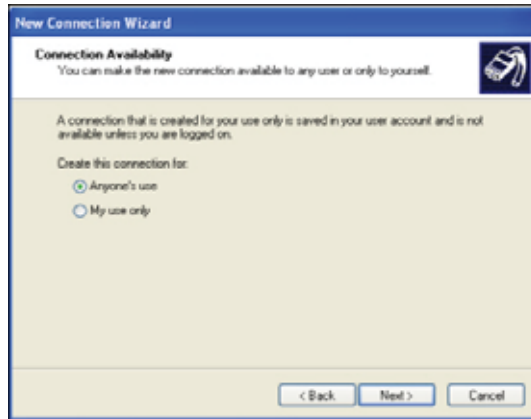 New Connection Wizard
Connection Availability
You can make the new connection available to any user or only to yourself.
A connection that is created for your use only is saved in your user account and is not
available unless you are logged on.
Create this connection for:
Anyone's use
My use only
< Back
Next >
Cancel